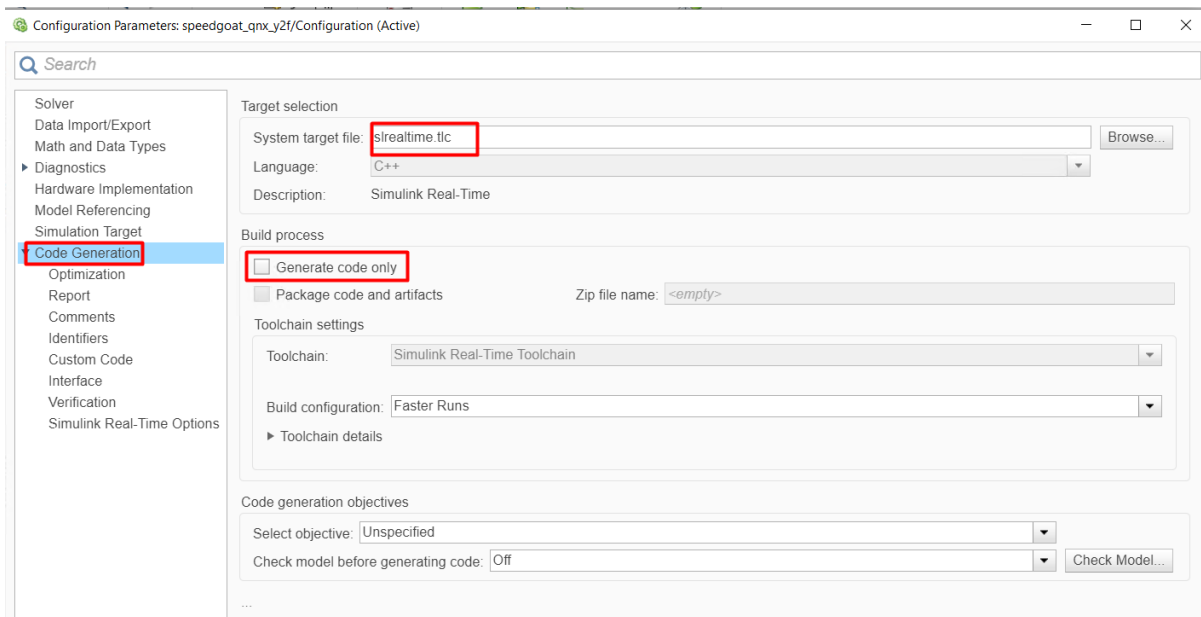 Configuration Parameters: speedgoat_qnx_y2f/Configuration (Active)
Search
Solver
Data Import/Export
Math and Data Types
Diagnostics
Hardware Implementation
Model Referencing
Simulation Target
Code Generation
Optimization
Report
Comments
Identifiers
Custom Code
Interface
Verification
Simulink Real-Time Options
Target selection
System target file: slrealtime.tlc Browse...
Language: C++
Description: Simulink Real-Time
Build process
Generate code only
Package code and artifacts Zip file name: <empty>
Toolchain settings
Toolchain: Simulink Real-Time Toolchain
Build configuration: Faster Runs
Toolchain details
Code generation objectives
Select objective: Unspecified
Check model before generating code: Off Check Model...
...